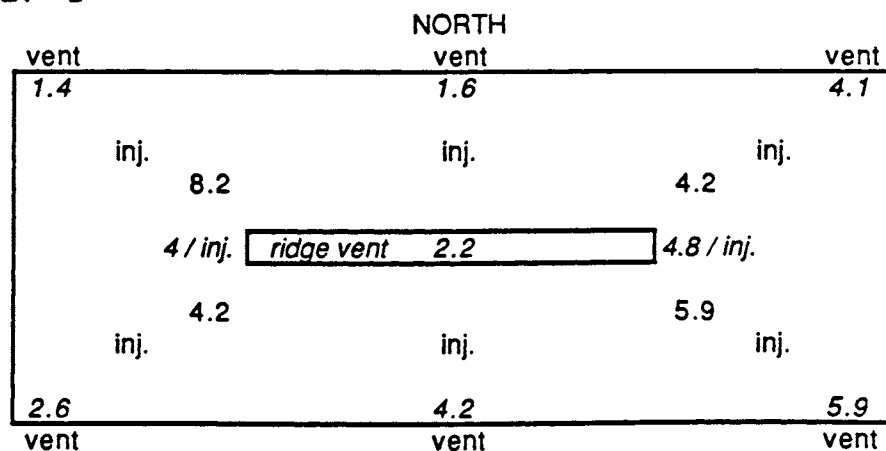 NORTH
vent vent vent
1.4 1.6 4.1
inj. inj. inj.
8.2 4.2
4 / inj. ridge vent 2.2 4.8 / inj.
4.2 5.9
inj. inj. inj.
2.6 4.2 5.9
vent vent vent